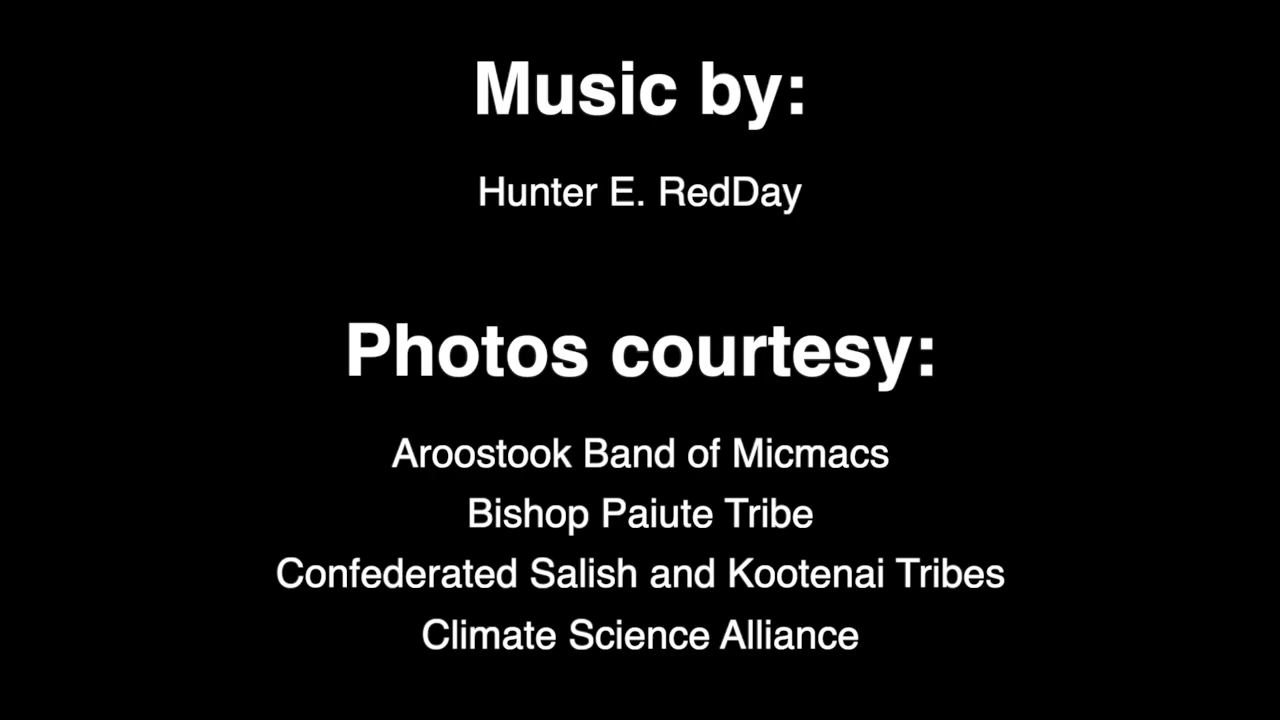 Music by:
Hunter E. RedDay
Photos courtesy:
Aroostook Band of Micmacs
Bishop Paiute Tribe
Confederated Salish and Kootenai Tribes
Climate Science Alliance